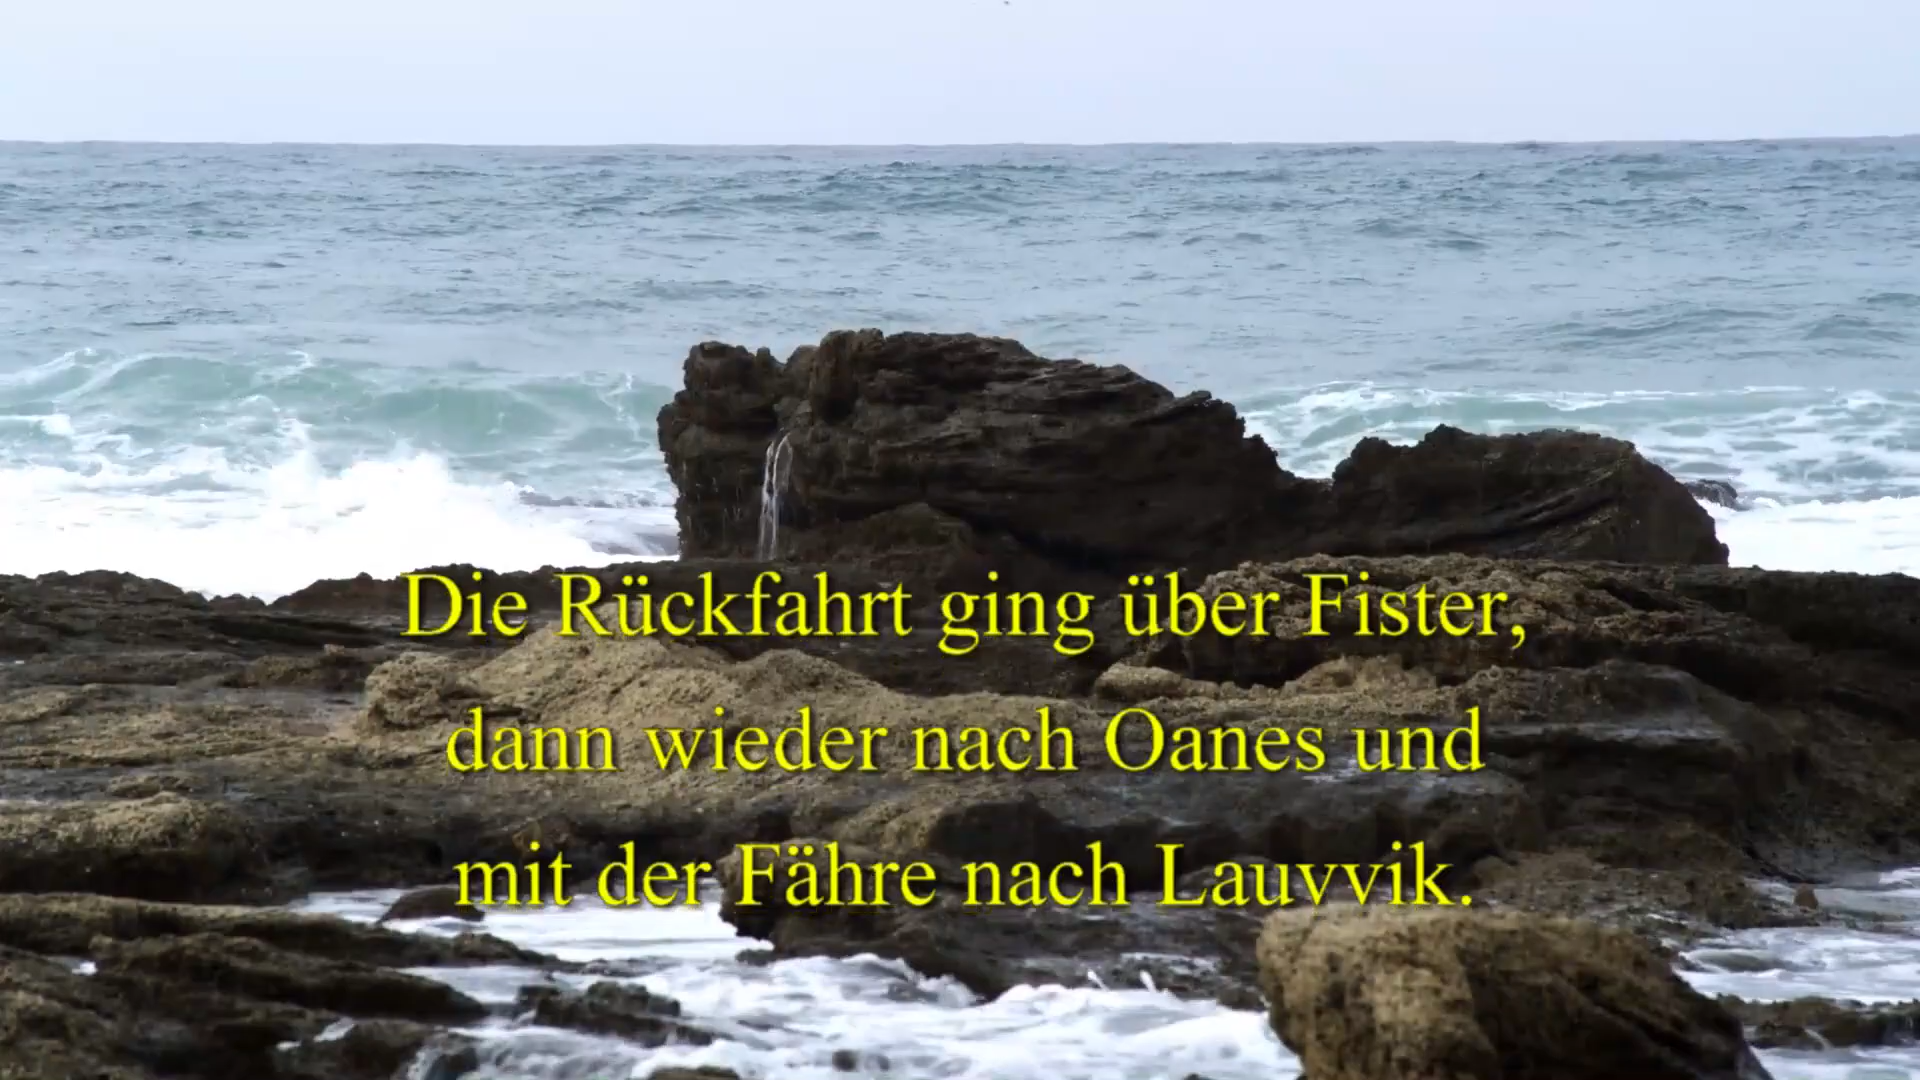 Die Rückfahrt ging über Fister,
dann wieder nach Oanes und
mit der Fähre nach Lauvvik.